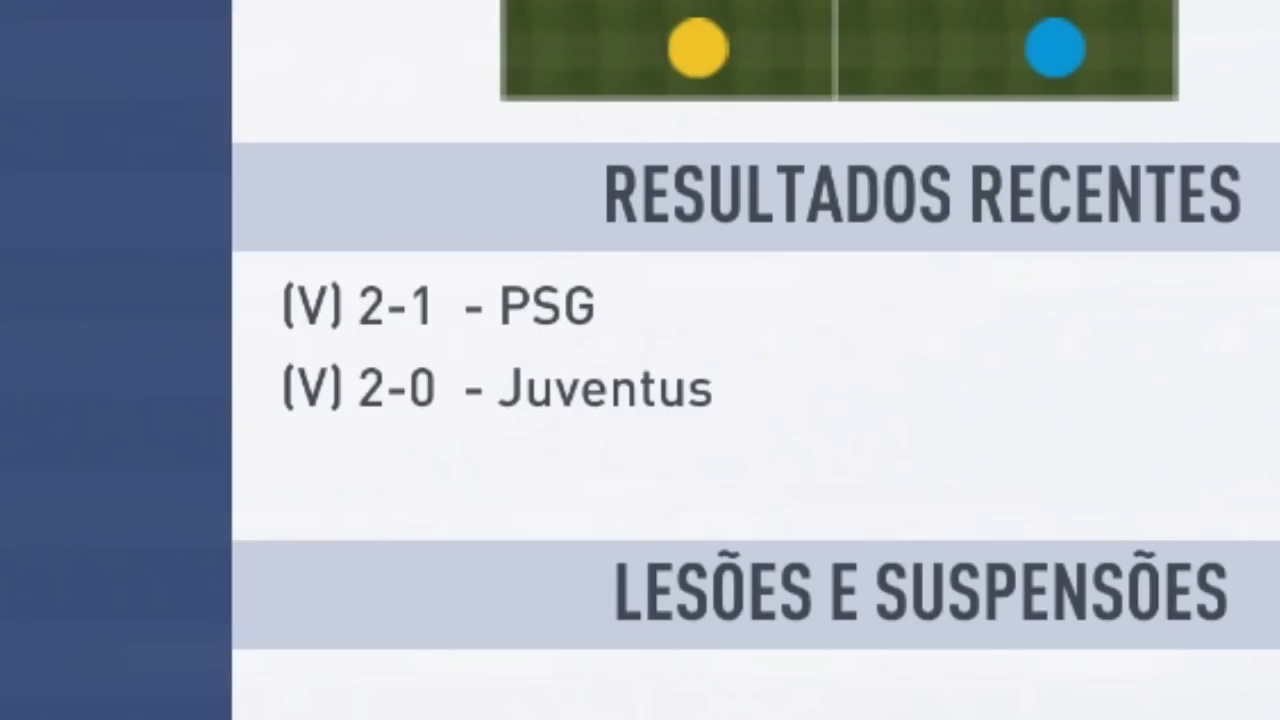 RESULTADOS RECENTES
(V) 2-1 - PSG
(V) 2-0 - Juventus
LESÕES E SUSPENSÕES